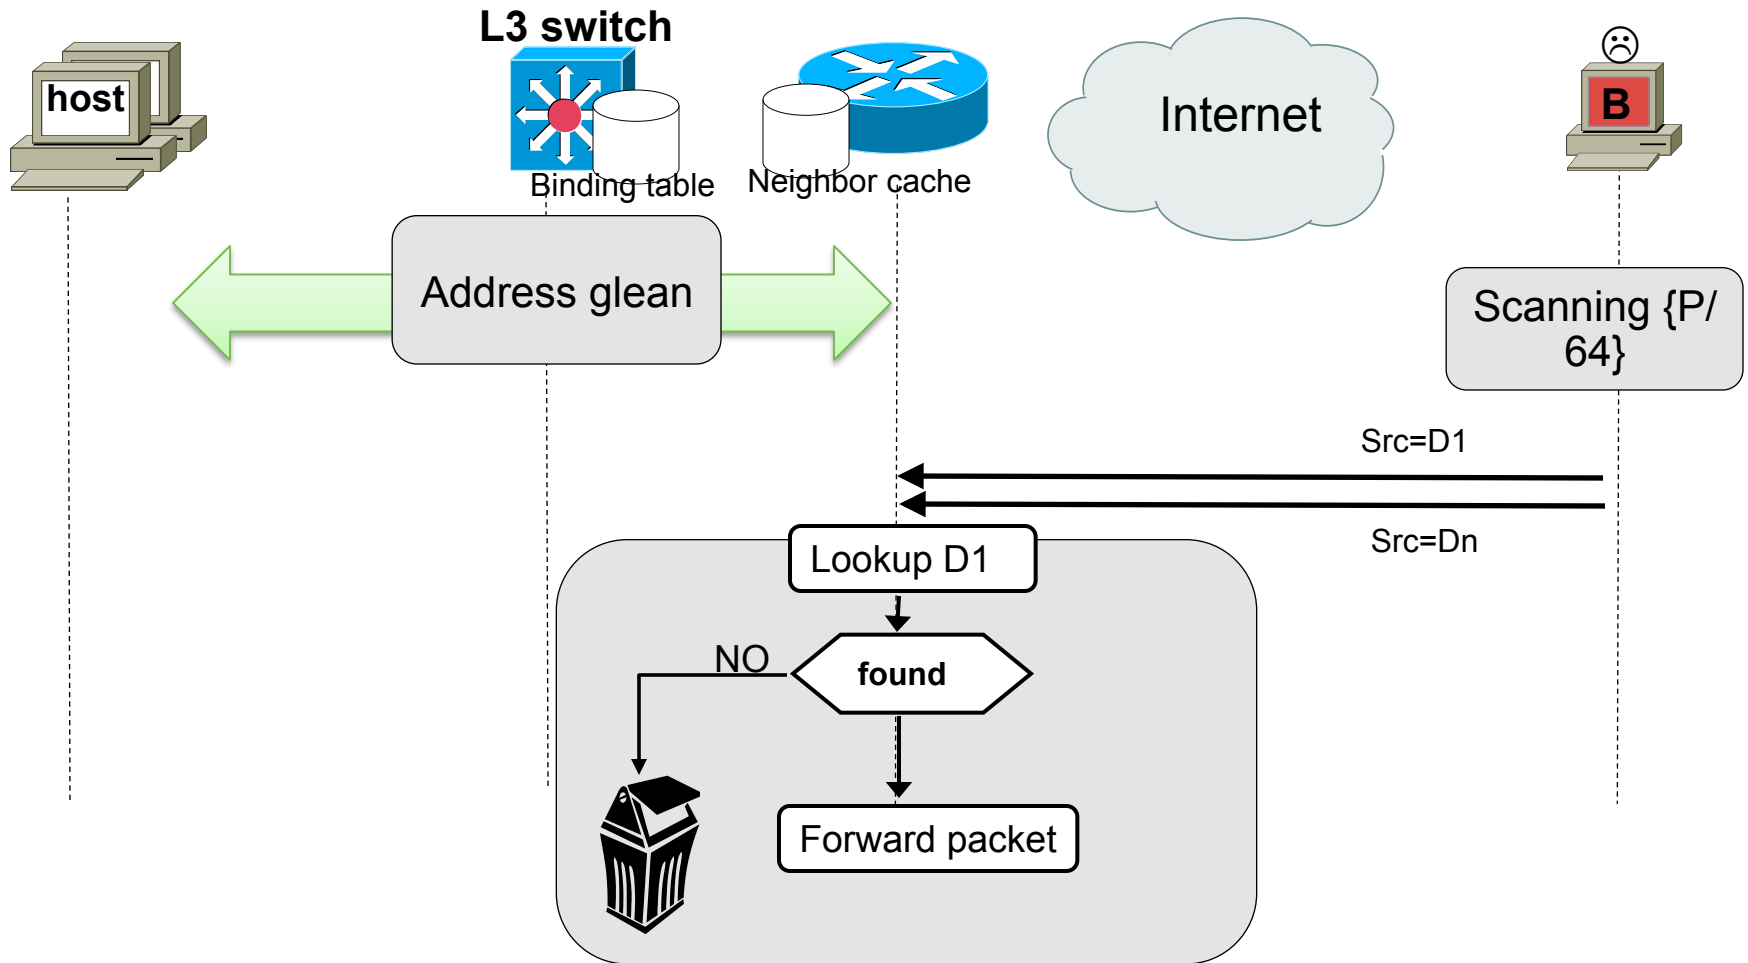 L3 switch
host
B
Internet
Binding table
Neighbor cache
Address glean
Scanning {P/
64}
Src=D1
Src=Dn
Lookup D1
NO
found
Forward packet